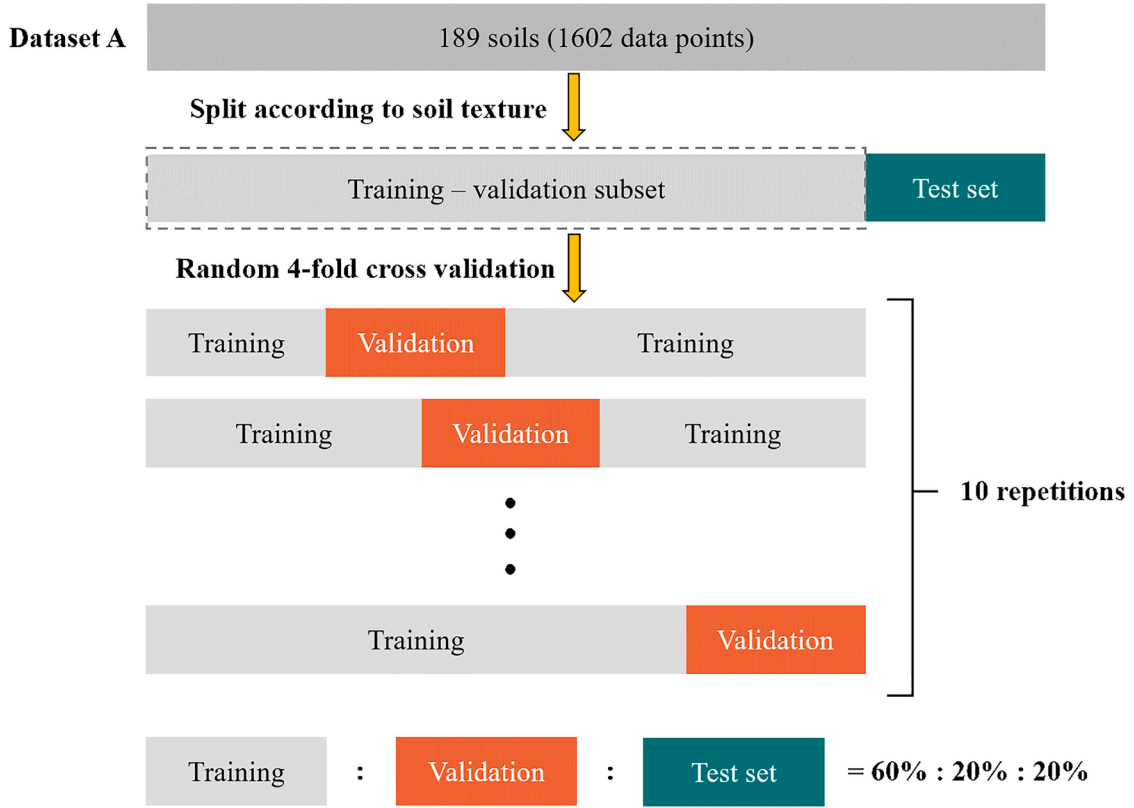 Dataset A
189 soils (1602 data points)
Split according to soil texture
Training – validation subset
Test set
Random 4-fold cross validation
Training
Validation
Training
Training
Validation
Training
10 repetitions
Training
Validation
Training : Validation : Test set = 60% : 20% : 20%